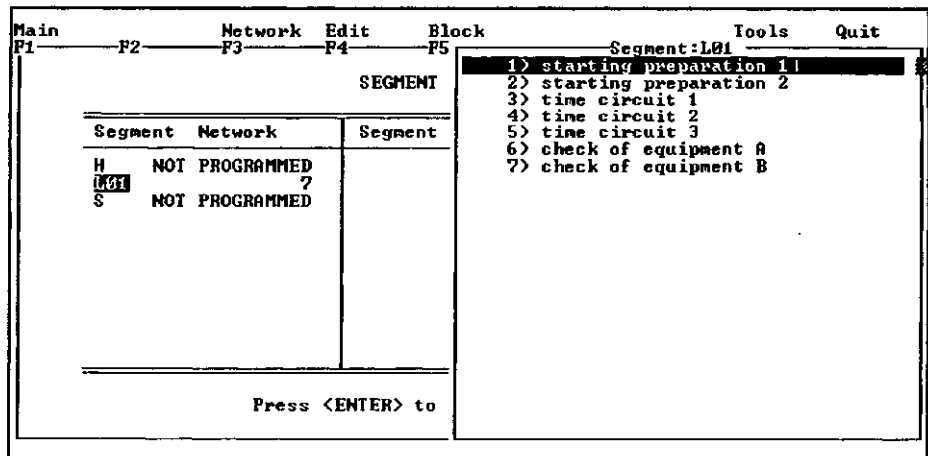 Main Network Edit Block Tools Quit
F1 F2 F3 F4 F5
Segment:L01
1) starting preparation 1
2) starting preparation 2
3) time circuit 1
4) time circuit 2
5) time circuit 3
6) check of equipment A
7) check of equipment B
SEGMENT
Segment Network Segment
H NOT PROGRAMMED
L01 7
S NOT PROGRAMMED
Press <ENTER> to